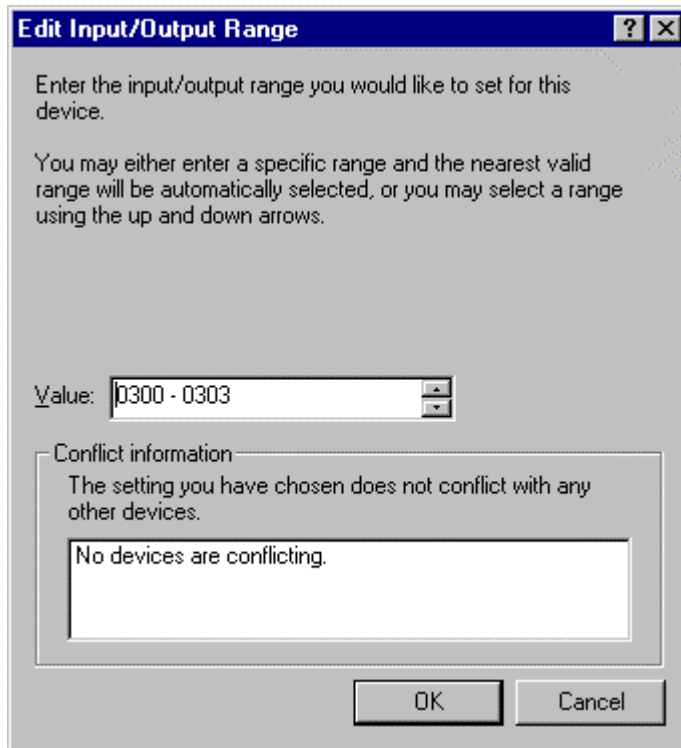 Edit Input/Output Range
Enter the input/output range you would like to set for this
device.
You may either enter a specific range and the nearest valid
range will be automatically selected, or you may select a range
using the up and down arrows.
Value: 0300 - 0303
Conflict information
The setting you have chosen does not conflict with any
other devices.
No devices are conflicting.
OK Cancel